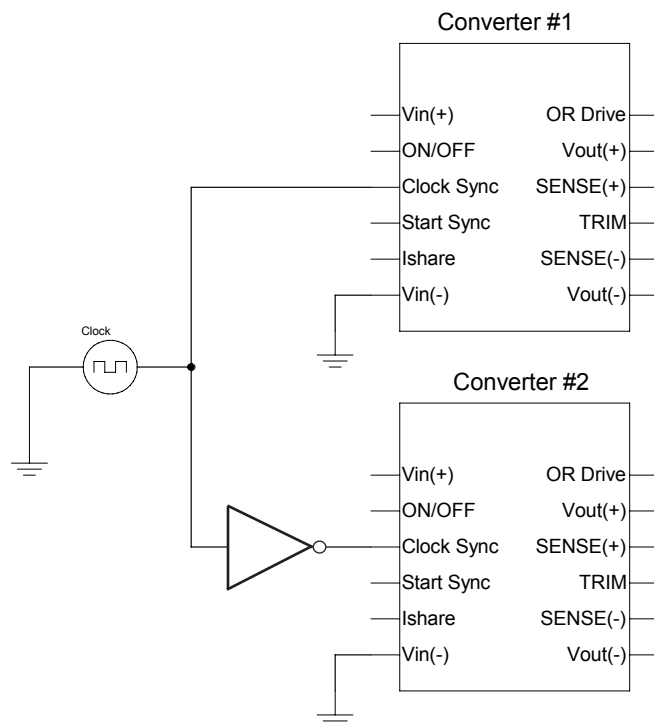 Converter #1
Vin(+) OR Drive
ON/OFF Vout(+)
Clock Sync SENSE(+)
Start Sync TRIM
Ishare SENSE(-)
Vin(-) Vout(-)
Clock
Converter #2
Vin(+) OR Drive
ON/OFF Vout(+)
Clock Sync SENSE(+)
Start Sync TRIM
Ishare SENSE(-)
Vin(-) Vout(-)